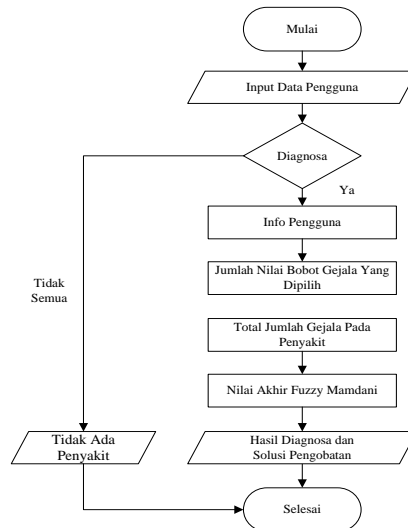 Mulai
Input Data Pengguna
Diagnosa
Ya
Info Pengguna
Jumlah Nilai Bobot Gejala Yang
Dipilih
Tidak
Semua
Total Jumlah Gejala Pada
Penyakit
Nilai Akhir Fuzzy Mamdani
Tidak Ada
Penyakit
Hasil Diagnosa dan
Solusi Pengobatan
Selesai